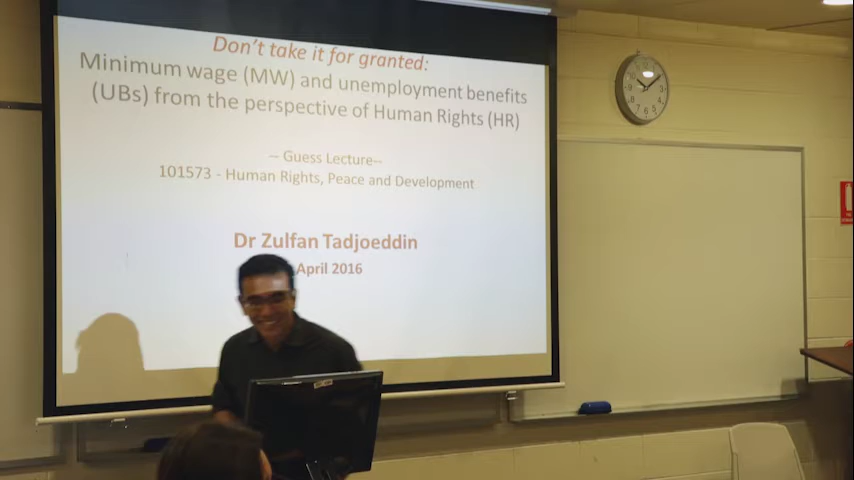 Don't take it for granted:
Minimum wage (MW) and unemployment benefits
(UBs) from the perspective of Human Rights (HR)
-- Guess Lecture--
101573 - Human Rights, Peace and Development
Dr Zulfan Tadjoeddin
April 2016